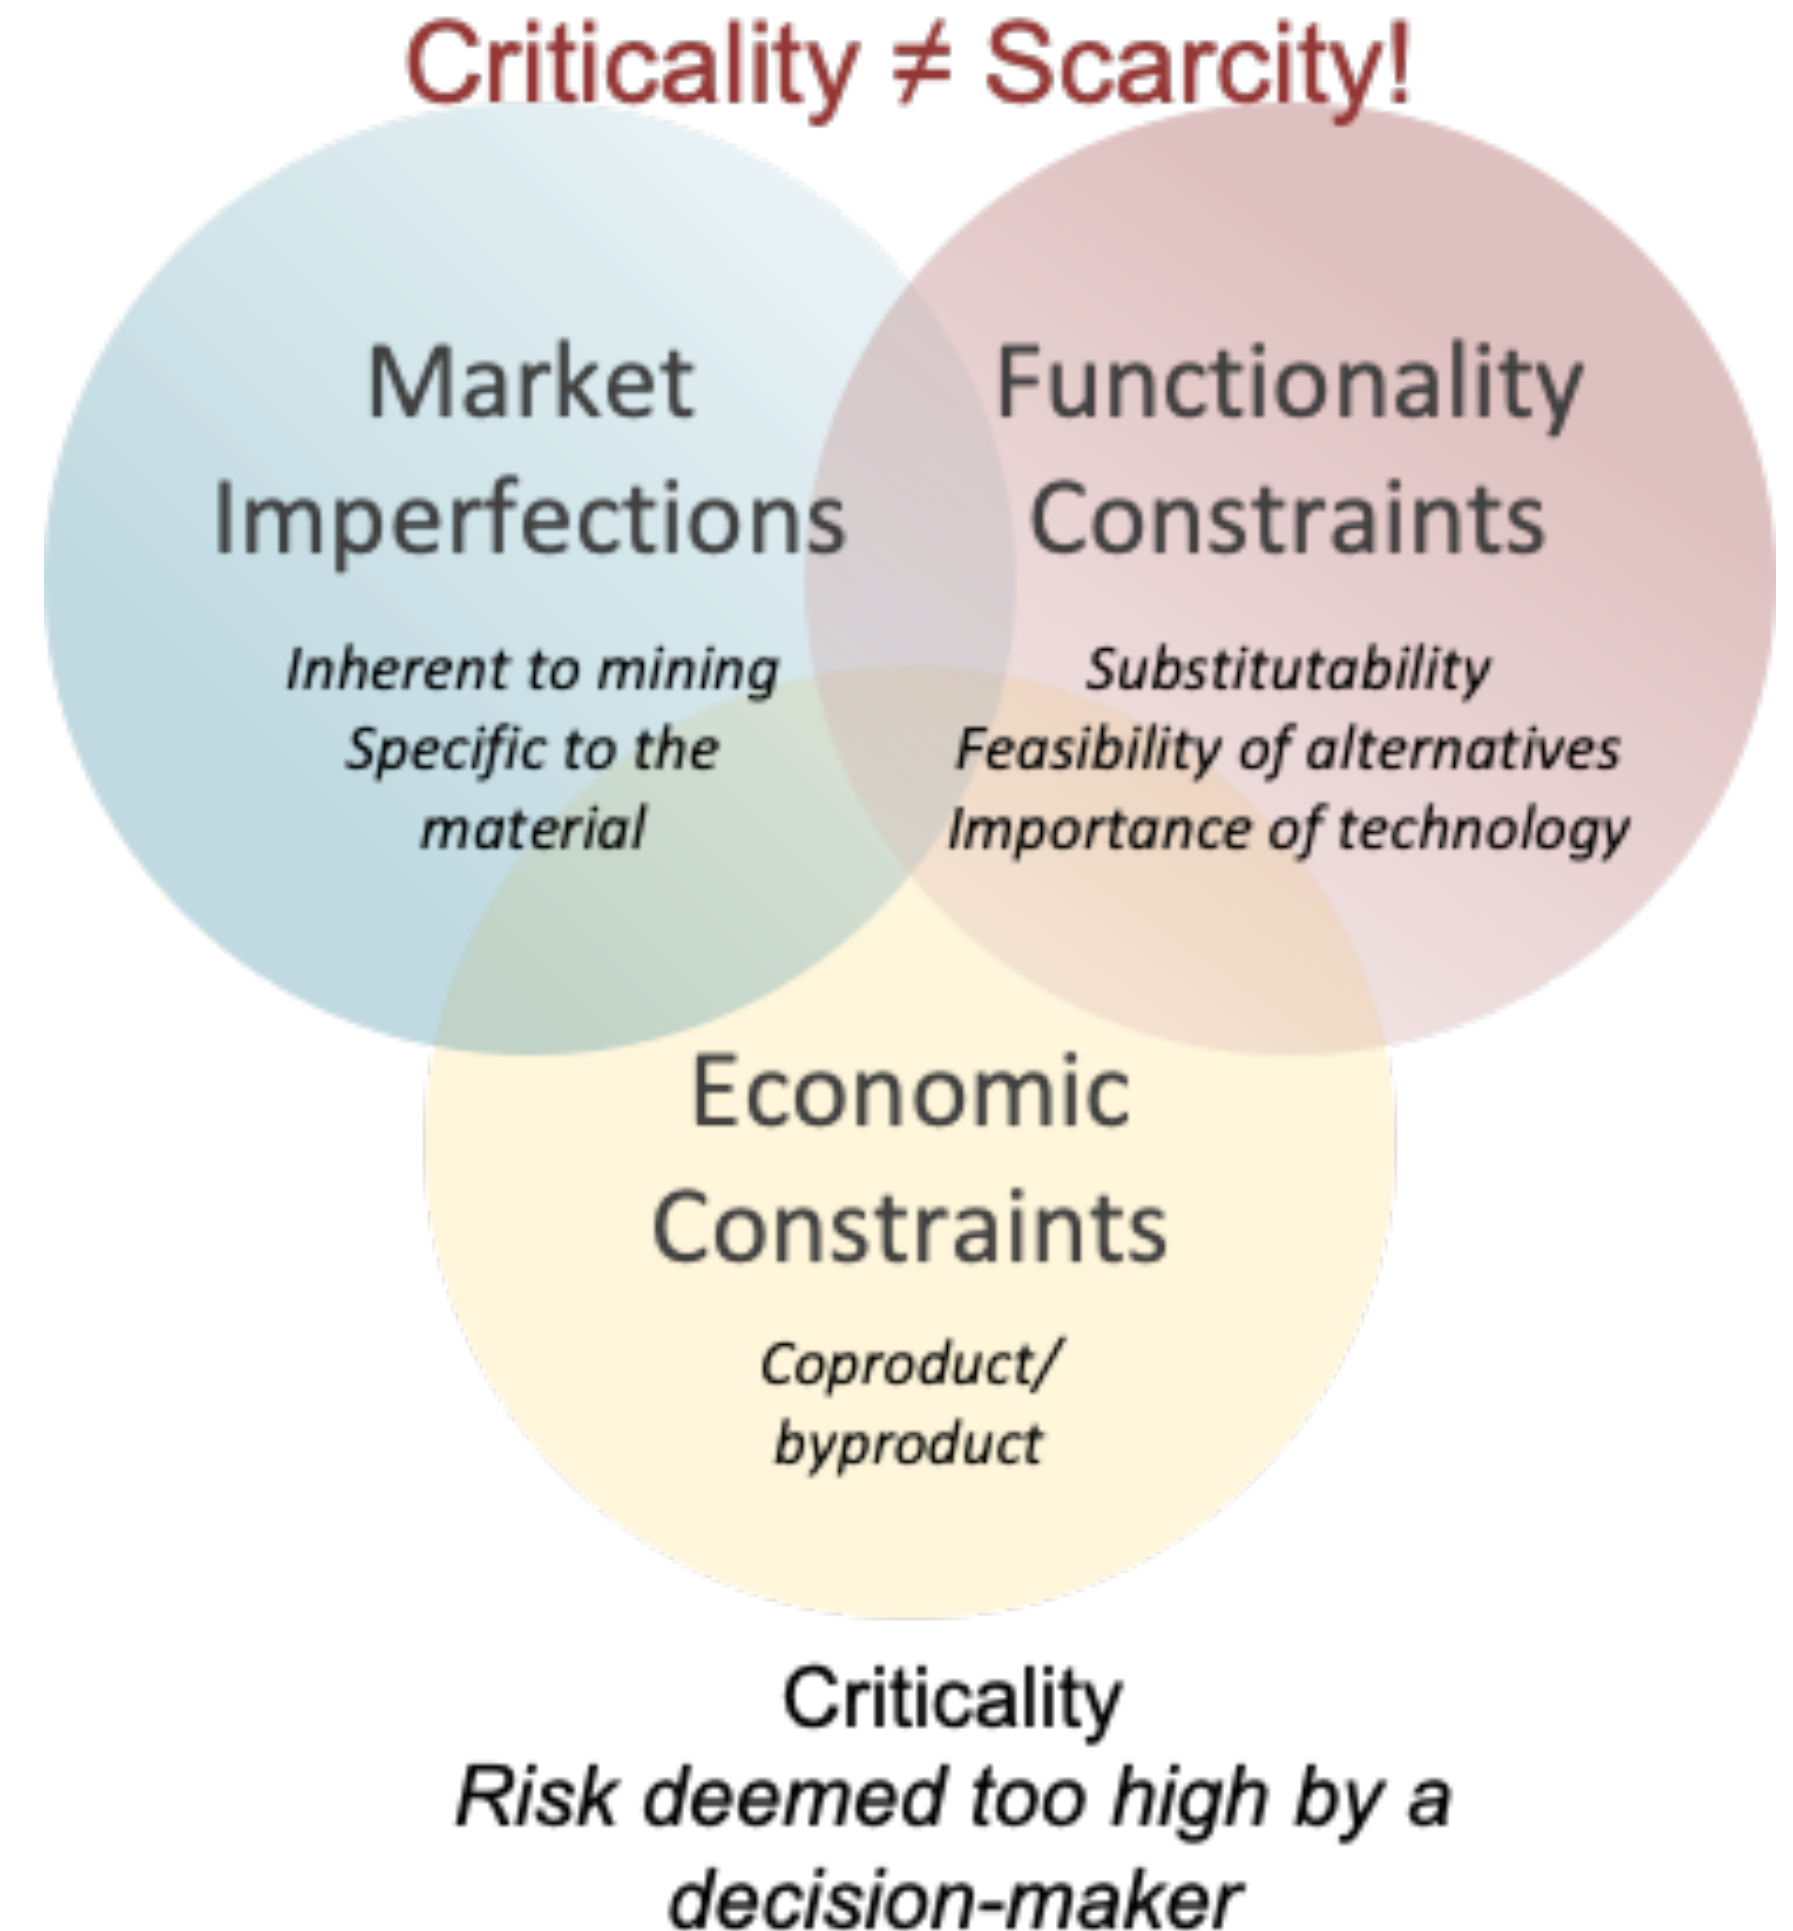 Criticality ≠ Scarcity!
Market
Imperfections
Inherent to mining
Specific to the
material
Functionality
Constraints
Substitutability
Feasibility of alternatives
Importance of technology
Economic
Constraints
Coproduct/
byproduct
Criticality
Risk deemed too high by a
decision-maker